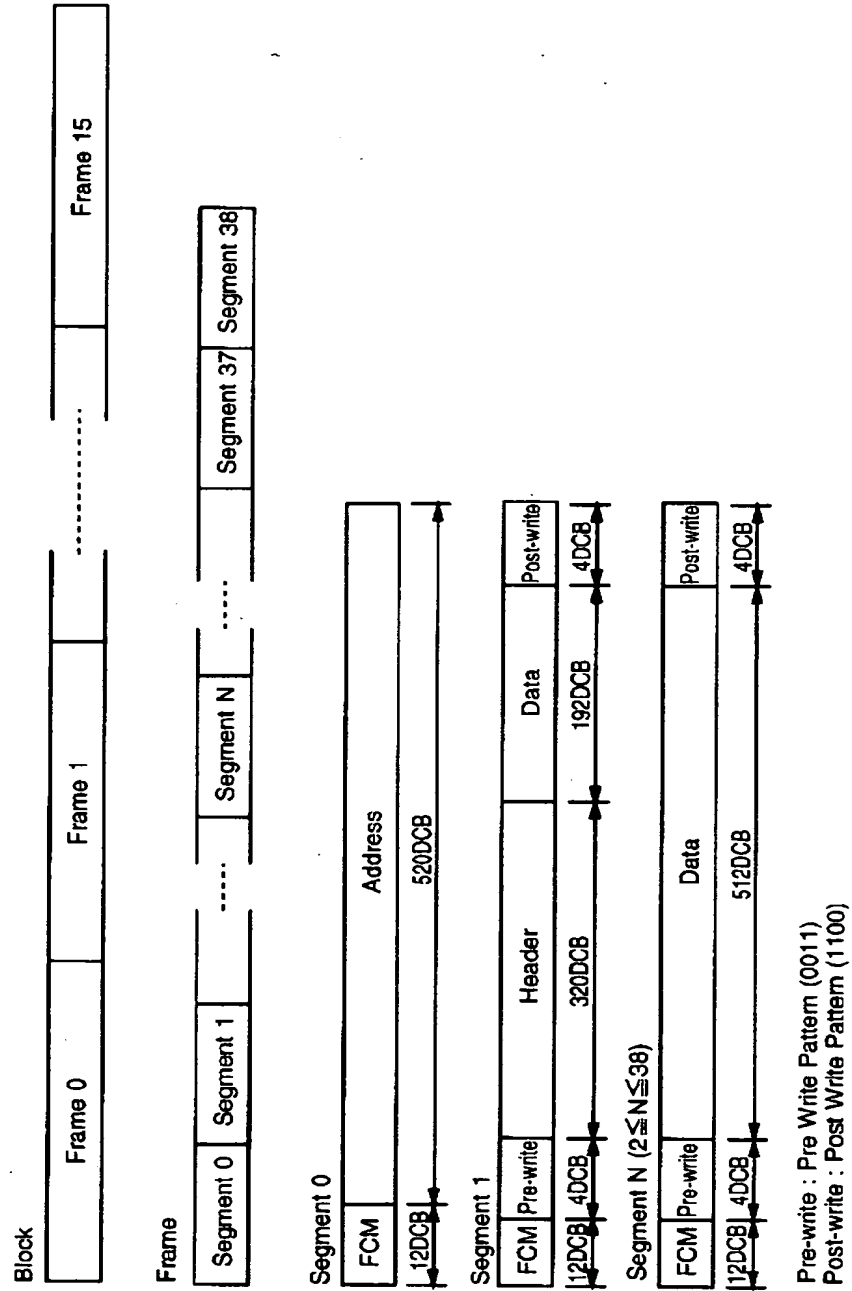 Block
Frame 0 Frame 1 ............ Frame 15
Frame
Segment 0 Segment 1 ..... Segment N ..... Segment 37 Segment 38
Segment 0
FCM Address
12DCB 520DCB
Segment 1
FCM Pre-write Header Data Post-write
12DCB 4DCB 320DCB 192DCB 4DCB
Segment N (2≦N≦38)
FCM Pre-write Data Post-write
12DCB 4DCB 512DCB 4DCB
Pre-write : Pre Write Pattern (0011)
Post-write : Post Write Pattern (1100)